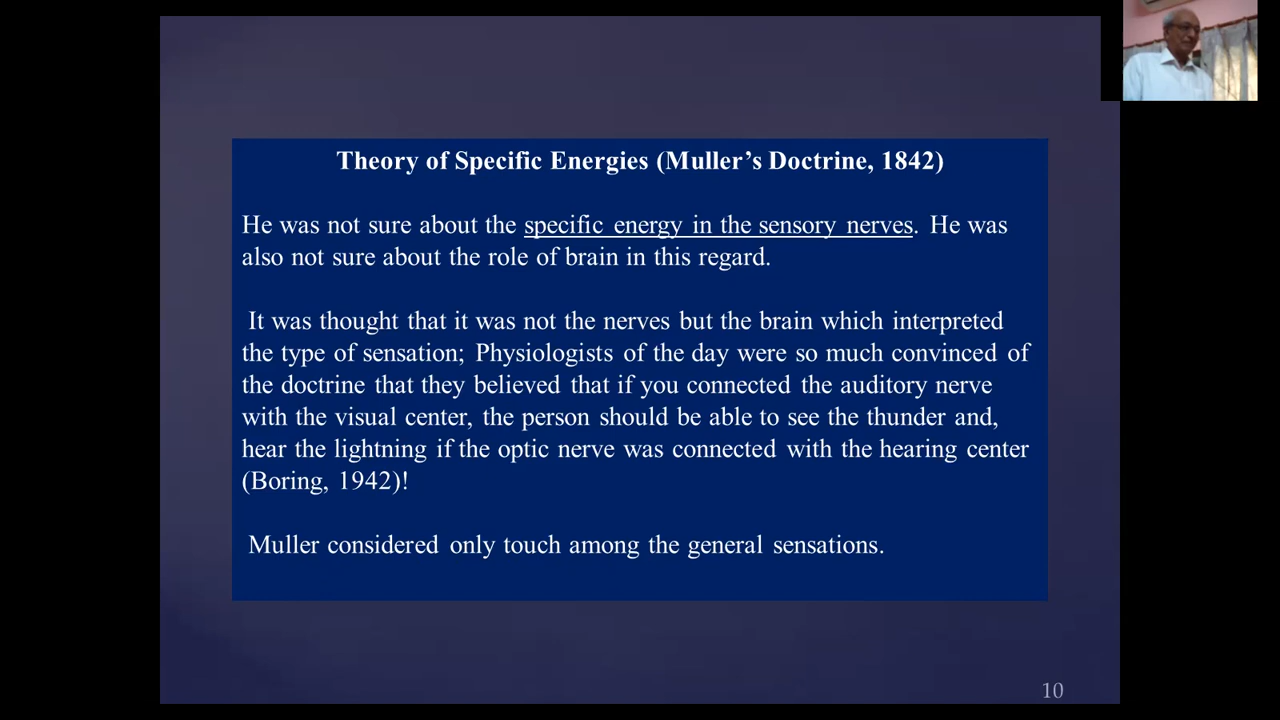 Theory of Specific Energies (Muller's Doctrine, 1842)
He was not sure about the specific energy in the sensory nerves. He was
also not sure about the role of brain in this regard.
It was thought that it was not the nerves but the brain which interpreted
the type of sensation; Physiologists of the day were so much convinced of
the doctrine that they believed that if you connected the auditory nerve
with the visual center, the person should be able to see the thunder and,
hear the lightning if the optic nerve was connected with the hearing center
(Boring, 1942)!
Muller considered only touch among the general sensations.
10